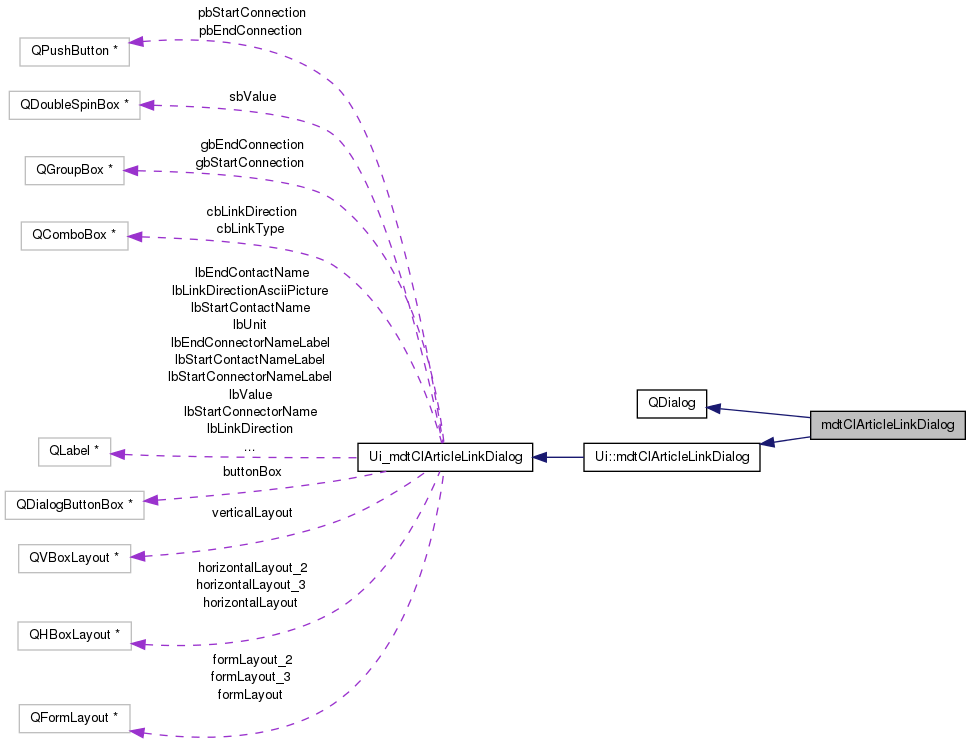 pbStartConnection
pbEndConnection
QPushButton *
sbValue
QDoubleSpinBox *
gbEndConnection
gbStartConnection
QGroupBox *
cbLinkDirection
cbLinkType
QComboBox *
lbEndContactName
lbLinkDirectionAsciiPicture
lbStartContactName
lbUnit
lbEndConnectorNameLabel
lbStartContactNameLabel
lbStartConnectorNameLabel
lbValue
lbStartConnectorName
lbLinkDirection
...
QLabel *
buttonBox
QDialogButtonBox *
verticalLayout
QVBoxLayout *
horizontalLayout_2
horizontalLayout_3
horizontalLayout
QHBoxLayout *
formLayout_2
formLayout_3
formLayout
QFormLayout *
Ui_mdtClArticleLinkDialog
QDialog
Ui::mdtClArticleLinkDialog
mdtClArticleLinkDialog